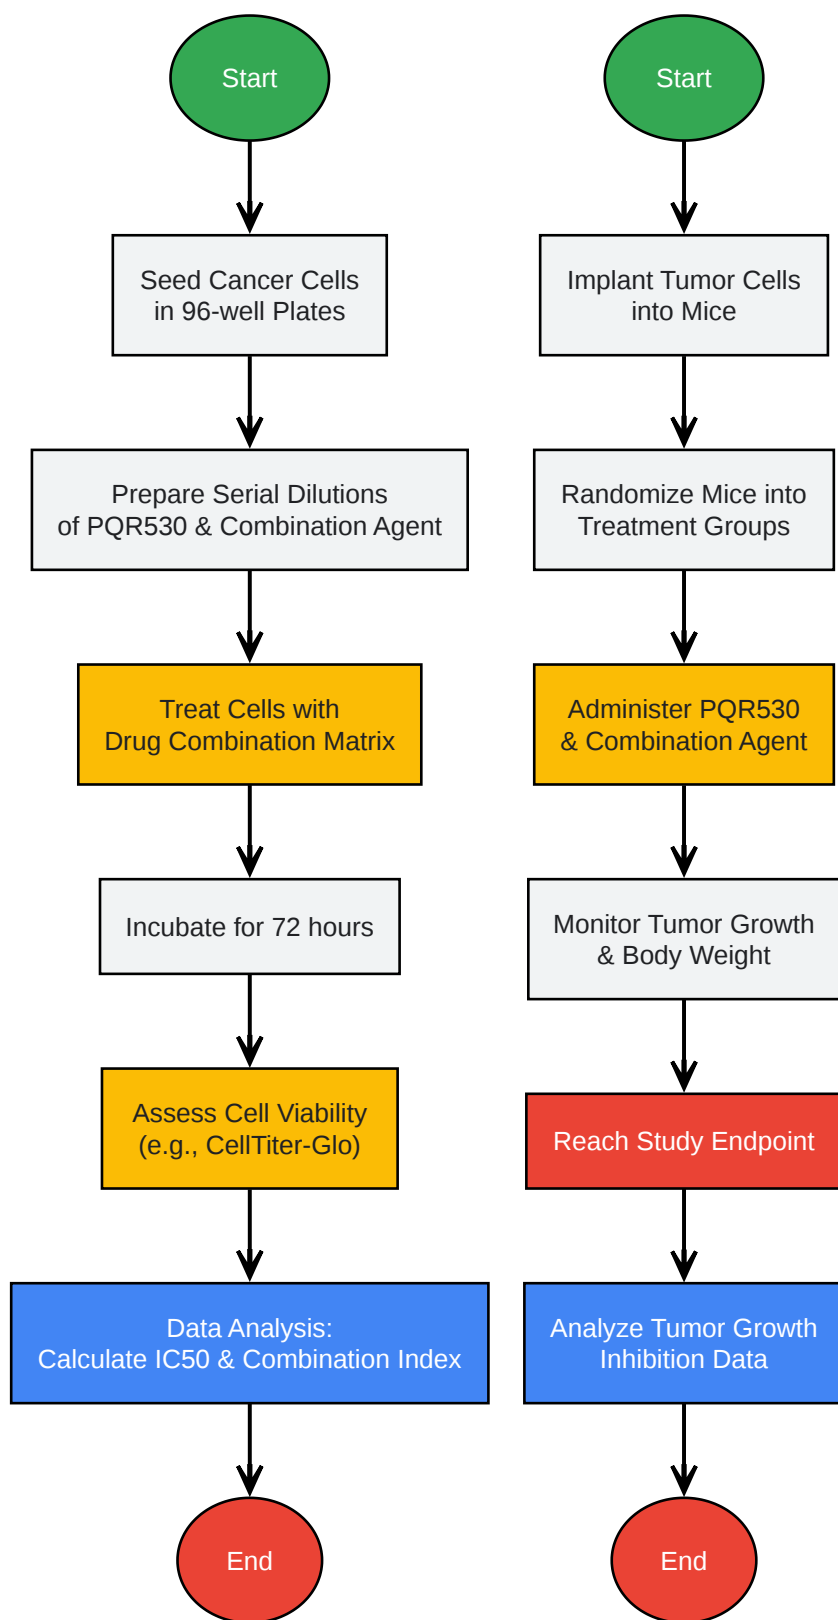 Start
Seed Cancer Cells
in 96-well Plates
Prepare Serial Dilutions
of PQR530 & Combination Agent
Treat Cells with
Drug Combination Matrix
Incubate for 72 hours
Assess Cell Viability
(e.g., CellTiter-Glo)
Data Analysis:
Calculate IC50 & Combination Index
End
Start
Implant Tumor Cells
into Mice
Randomize Mice into
Treatment Groups
Administer PQR530
& Combination Agent
Monitor Tumor Growth
& Body Weight
Reach Study Endpoint
Analyze Tumor Growth
Inhibition Data
End